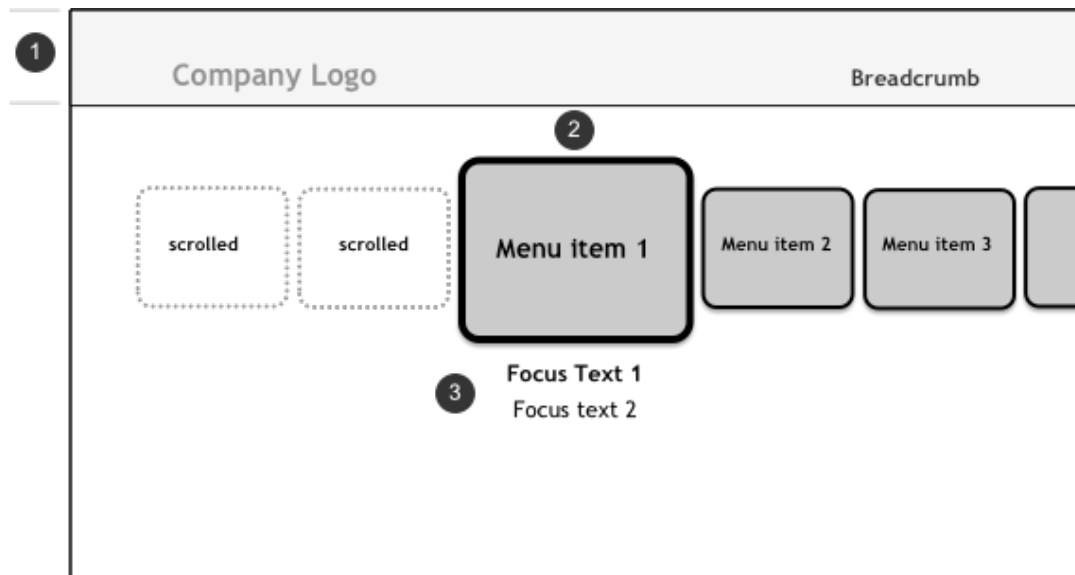 1
Company Logo
Breadcrumb
2
scrolled
scrolled
Menu item 1
Menu item 2
Menu item 3
3
Focus Text 1
Focus text 2